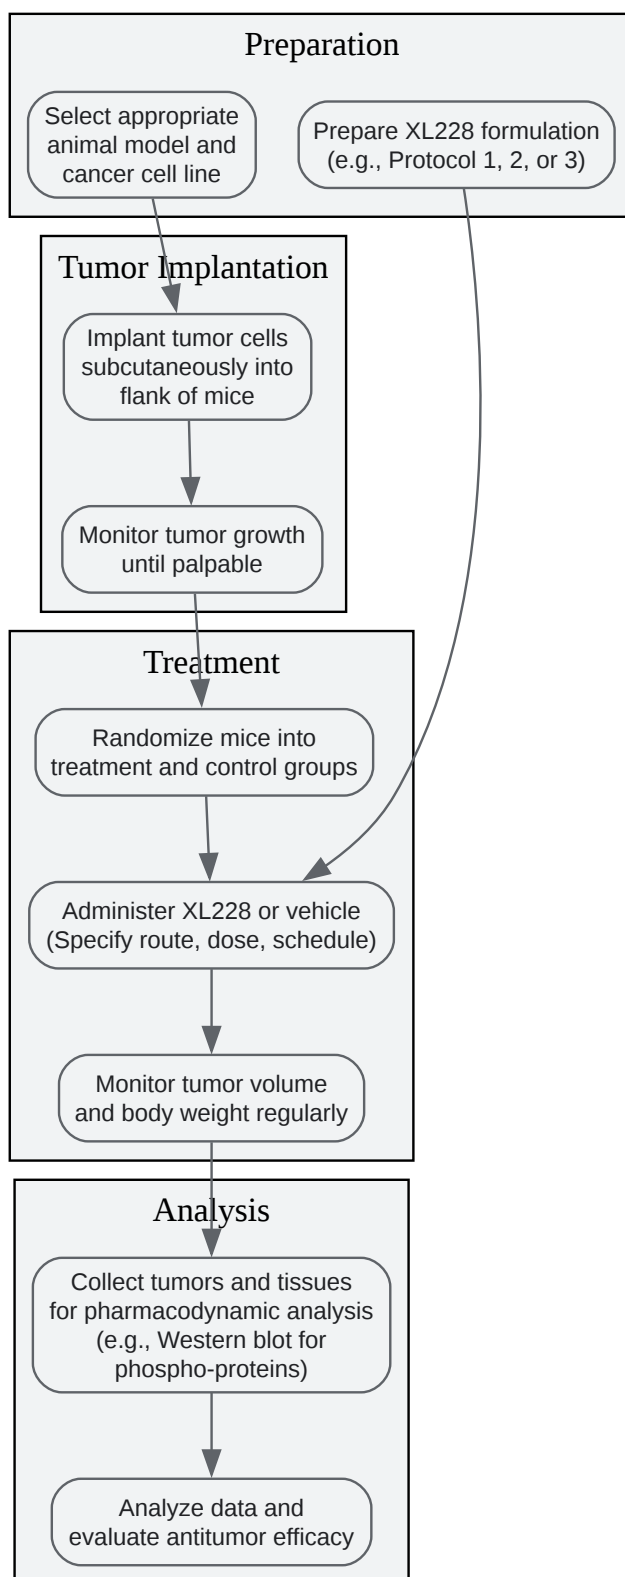 Preparation
Select appropriate
animal model and
cancer cell line
Prepare XL228 formulation
(e.g., Protocol 1, 2, or 3)
Tumor Implantation
Implant tumor cells
subcutaneously into
flank of mice
Monitor tumor growth
until palpable
Treatment
Randomize mice into
treatment and control groups
Administer XL228 or vehicle
(Specify route, dose, schedule)
Monitor tumor volume
and body weight regularly
Analysis
Collect tumors and tissues
for pharmacodynamic analysis
(e.g., Western blot for
phospho-proteins)
Analyze data and
evaluate antitumor efficacy